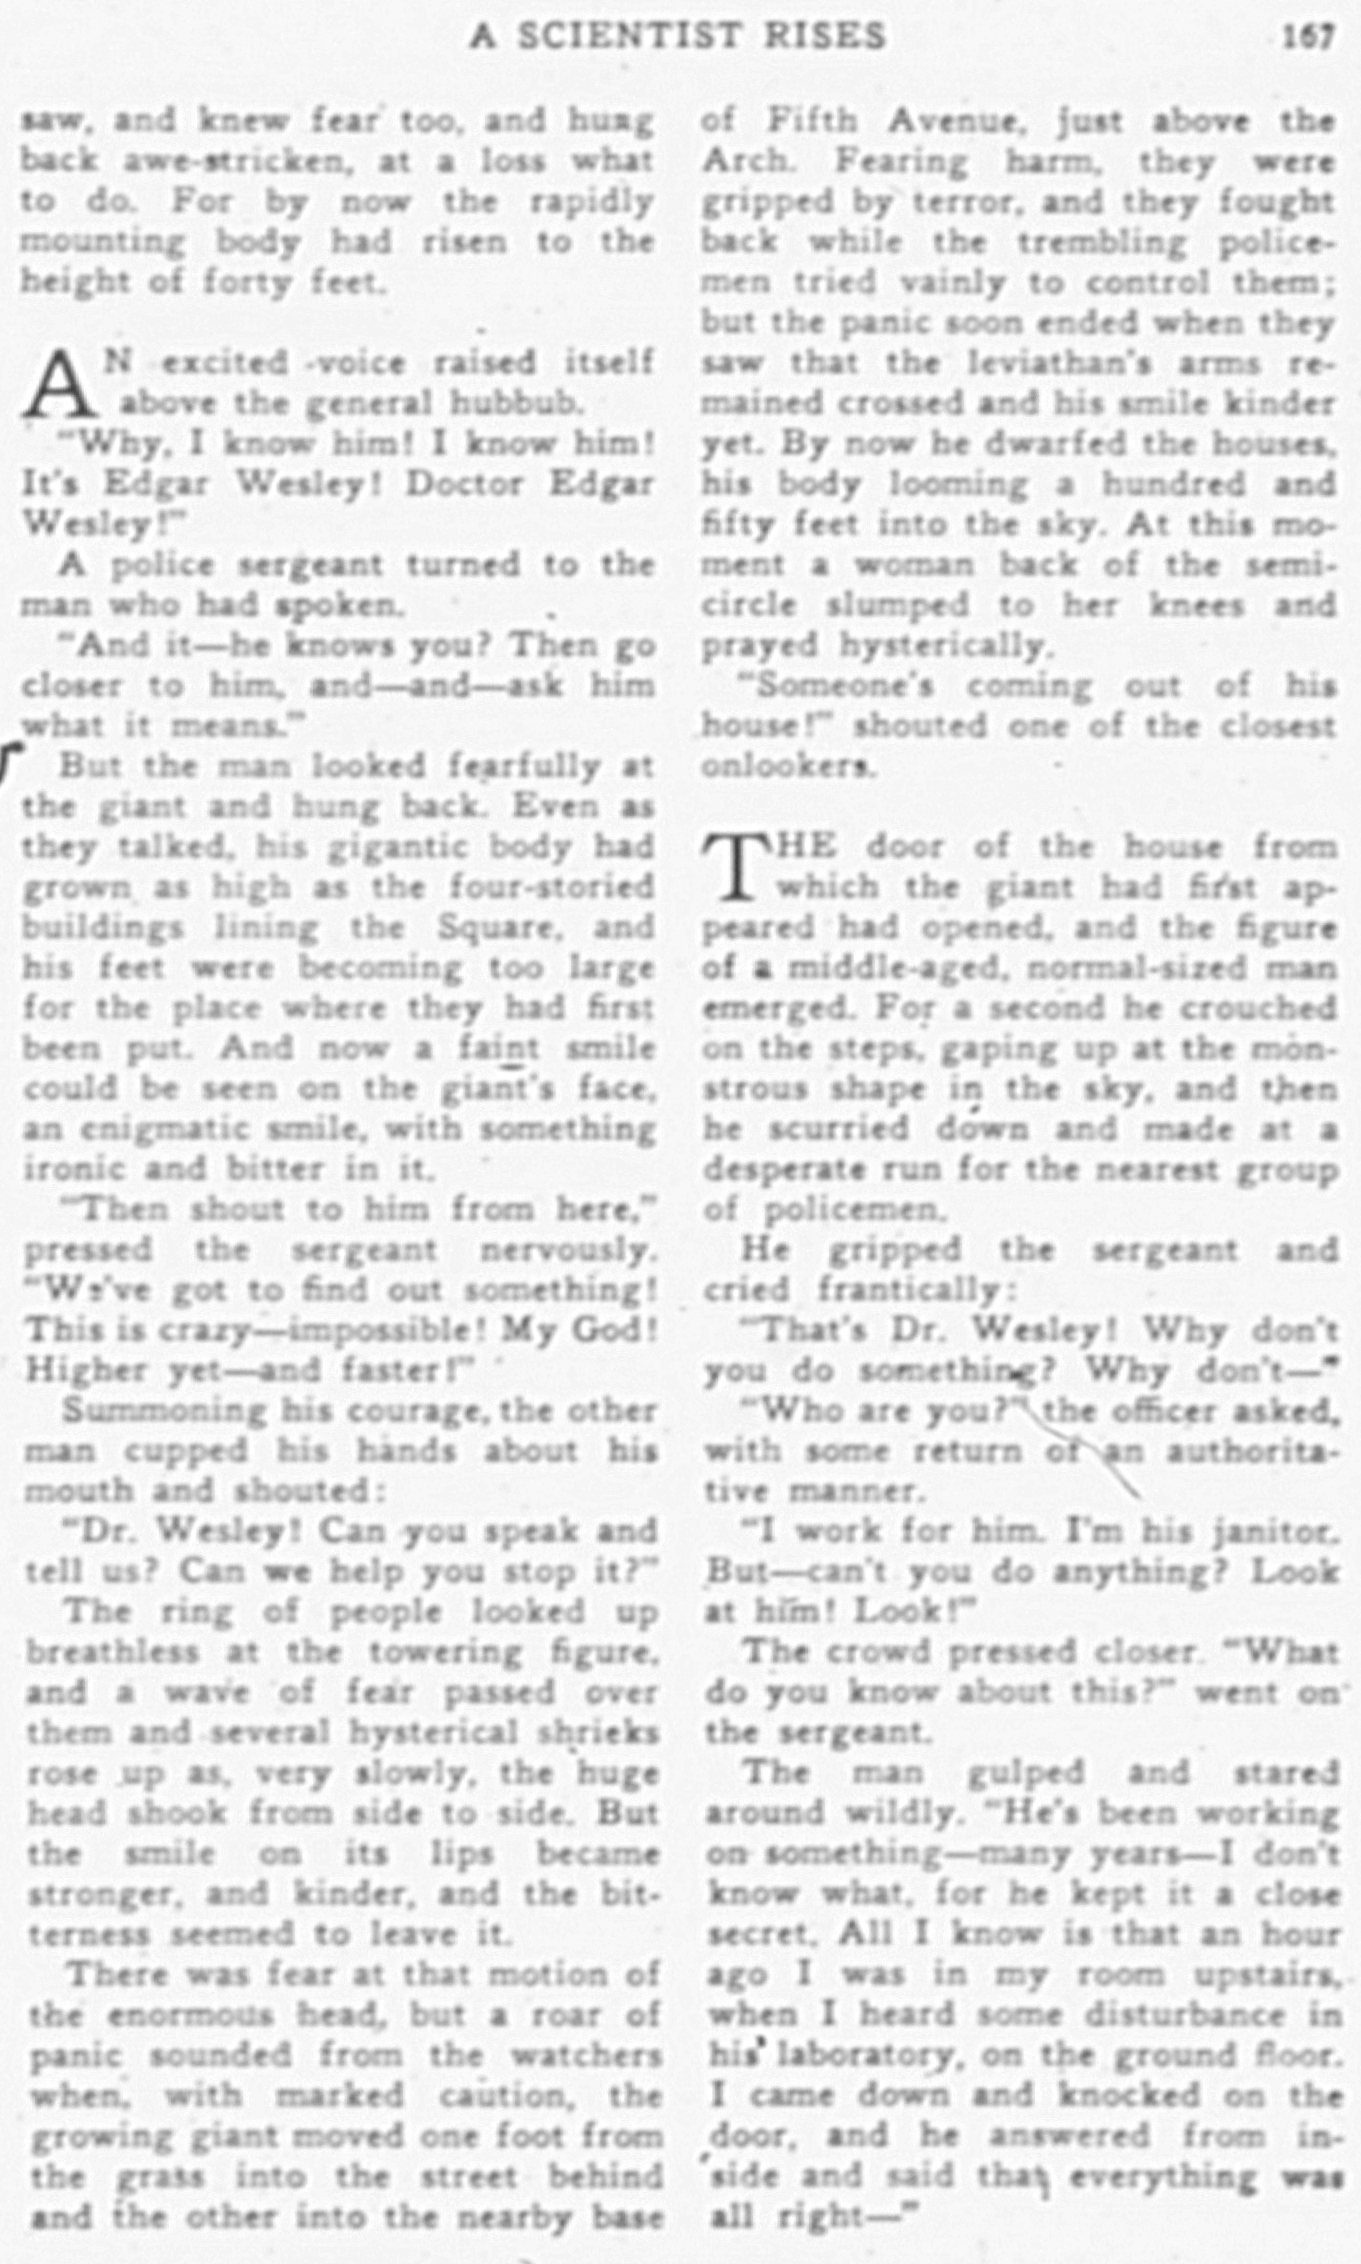 A SCIENTIST RISES 167
saw, and knew fear too, and hung
back awe-stricken, at a loss what
to do. For by now the rapidly
mounting body had risen to the
height of forty feet.
AN excited voice raised itself
above the general hubbub.
"Why, I know him! I know him!
It's Edgar Wesley! Doctor Edgar
Wesley!"
A police sergeant turned to the
man who had spoken.
"And it—he knows you? Then go
closer to him, and—and—ask him
what it means."
But the man looked fearfully at
the giant and hung back. Even as
they talked, his gigantic body had
grown as high as the four-storied
buildings lining the Square, and
his feet were becoming too large
for the place where they had first
been put. And now a faint smile
could be seen on the giant's face,
an enigmatic smile, with something
ironic and bitter in it.
"Then shout to him from here,"
pressed the sergeant nervously.
"We've got to find out something!
This is crazy—impossible! My God!
Higher yet—and faster!"
Summoning his courage, the other
man cupped his hands about his
mouth and shouted:
"Dr. Wesley! Can you speak and
tell us? Can we help you stop it?"
The ring of people looked up
breathless at the towering figure,
and a wave of fear passed over
them and several hysterical shrieks
rose up as, very slowly, the huge
head shook from side to side. But
the smile on its lips became
stronger, and kinder, and the bit-
terness seemed to leave it.
There was fear at that motion of
the enormous head, but a roar of
panic sounded from the watchers
when, with marked caution, the
growing giant moved one foot from
the grass into the street behind
and the other into the nearby base
of Fifth Avenue, just above the
Arch. Fearing harm, they were
gripped by terror, and they fought
back while the trembling police-
men tried vainly to control them;
but the panic soon ended when they
saw that the leviathan's arms re-
mained crossed and his smile kinder
yet. By now he dwarfed the houses,
his body looming a hundred and
fifty feet into the sky. At this mo-
ment a woman back of the semi-
circle slumped to her knees and
prayed hysterically.
"Someone's coming out of his
house!" shouted one of the closest
onlookers.
THE door of the house from
which the giant had first ap-
peared had opened, and the figure
of a middle-aged, normal-sized man
emerged. For a second he crouched
on the steps, gaping up at the mon-
strous shape in the sky, and then
he scurried down and made at a
desperate run for the nearest group
of policemen.
He gripped the sergeant and
cried frantically:
"That's Dr. Wesley! Why don't
you do something? Why don't—"
"Who are you?" the officer asked,
with some return of an authorita-
tive manner.
"I work for him. I'm his janitor.
But—can't you do anything? Look
at him! Look!"
The crowd pressed closer. "What
do you know about this?" went on
the sergeant.
The man gulped and stared
around wildly. "He's been working
on something—many years—I don't
know what, for he kept it a close
secret. All I know is that an hour
ago I was in my room upstairs,
when I heard some disturbance in
his laboratory, on the ground floor.
I came down and knocked on the
door, and he answered from in-
side and said that everything was
all right—"